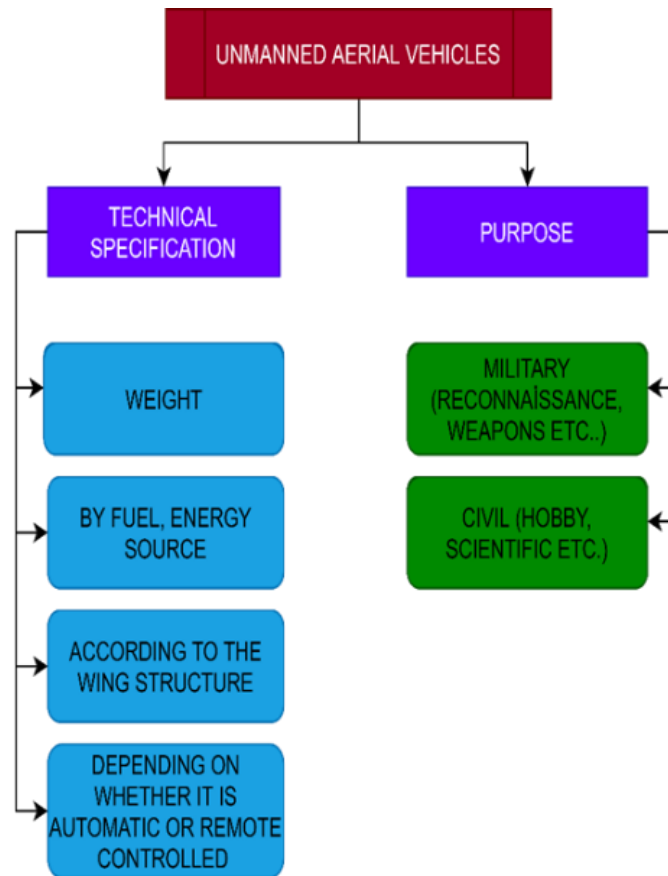 UNMANNED AERIAL VEHICLES
TECHNICAL
SPECIFICATION
PURPOSE
WEIGHT
BY FUEL, ENERGY
SOURCE
ACCORDING TO THE
WING STRUCTURE
DEPENDING ON
WHETHER IT IS
AUTOMATIC OR REMOTE
CONTROLLED
MILITARY
(RECONNAİSSANCE,
WEAPONS ETC..)
CIVIL (HOBBY,
SCIENTIFIC ETC.)